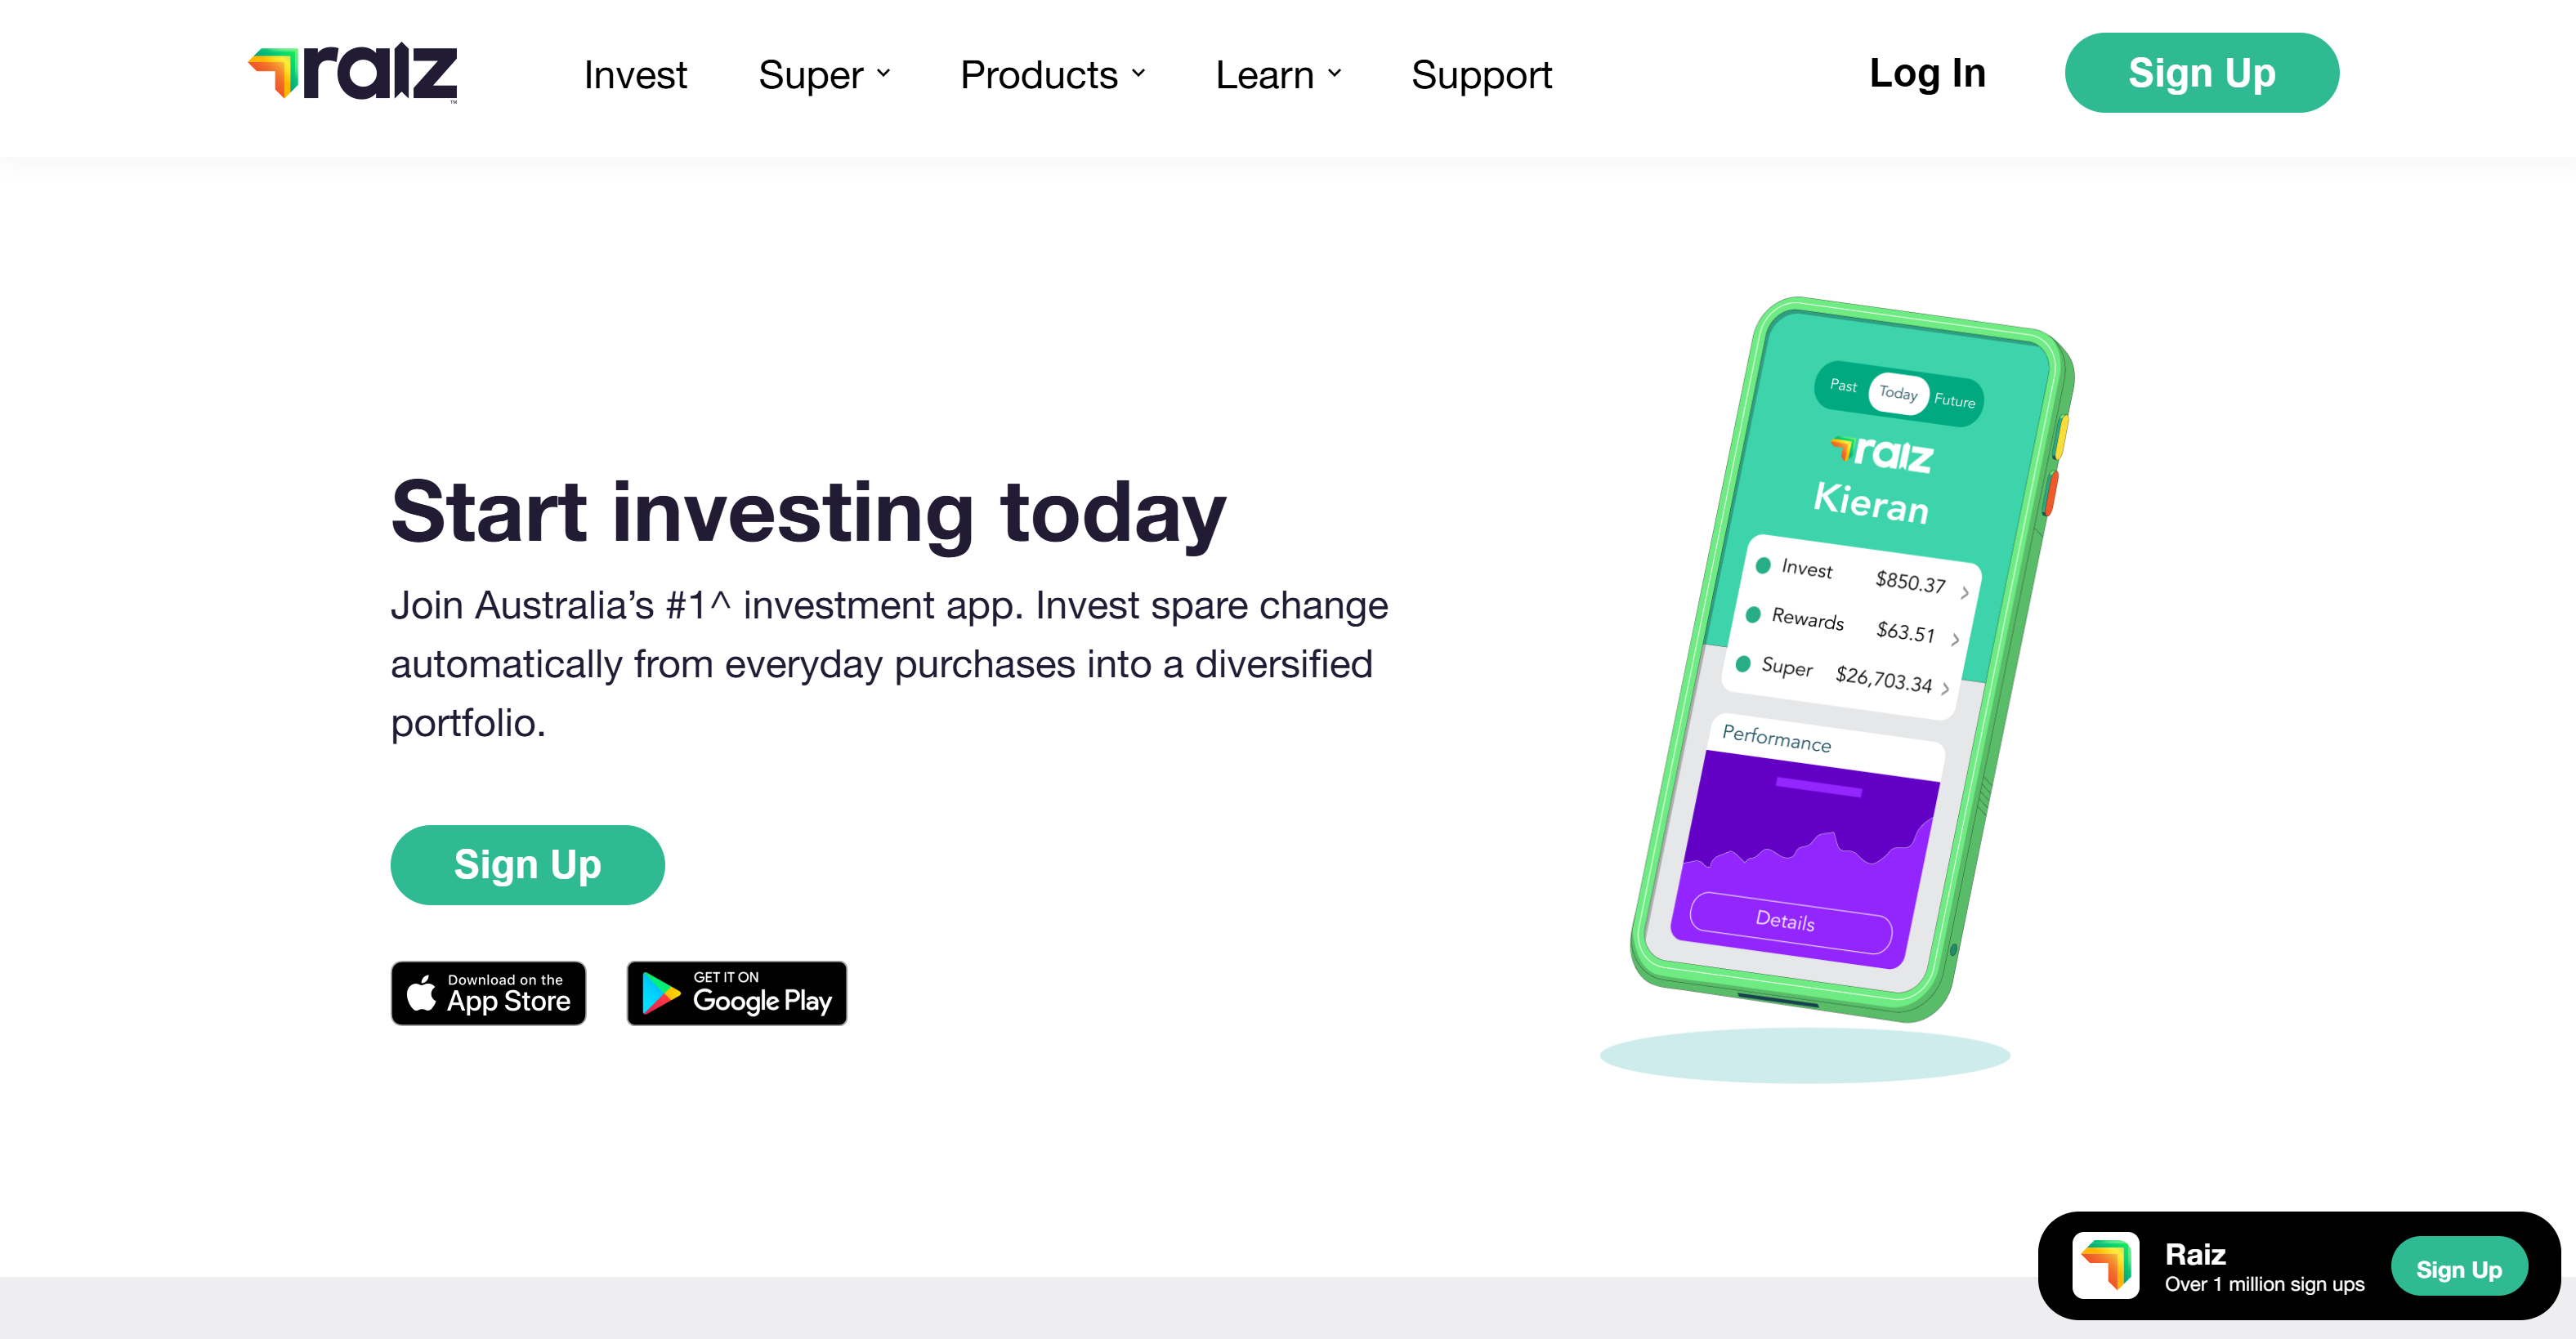 raiz
TM
Invest
Super
Products
Learn
Support
Log In
Sign Up
Start investing today
Join Australia’s #1^ investment app. Invest spare change
automatically from everyday purchases into a diversified
portfolio.
Sign Up
Download on the
App Store
GET IT ON
Google Play
Past
Today
Future
raiz
Kieran
Invest $850.37
Rewards $63.51
Super $26,703.34
Performance
Details
Raiz
Over 1 million sign ups
Sign Up